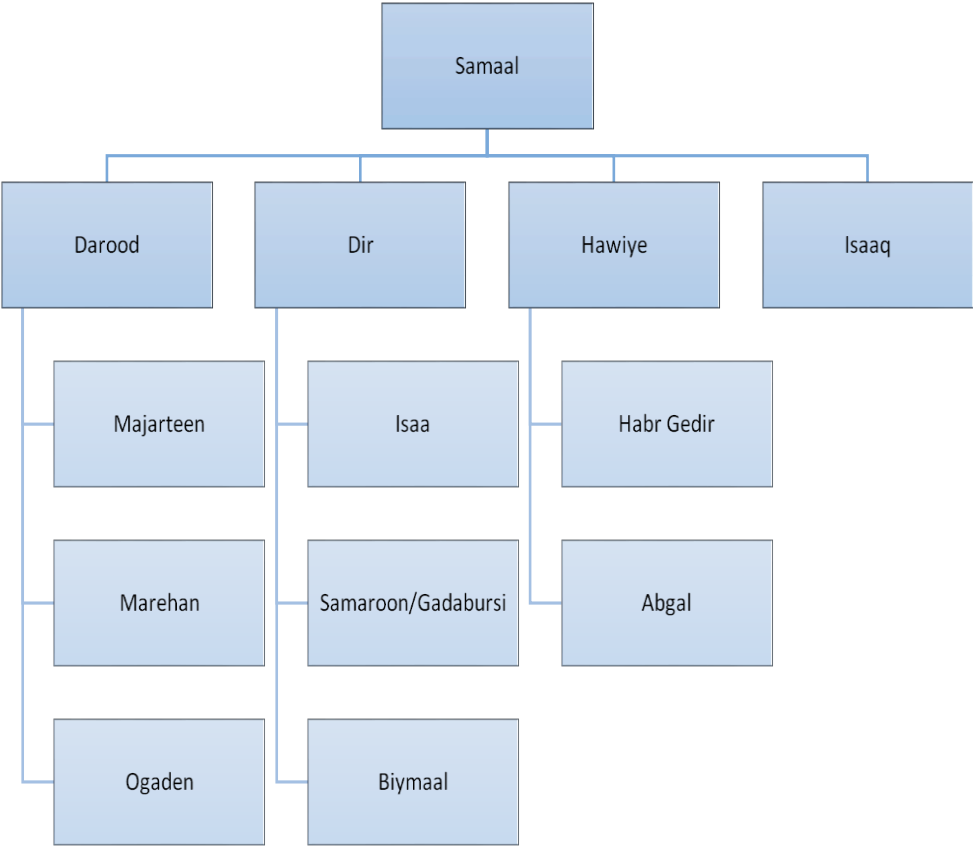 Samaal
Darood
Dir
Hawiye
Isaaq
Majarteen
Isaa
Habr Gedir
Marehan
Samaroon/Gadabursi
Abgal
Ogaden
Biymaal